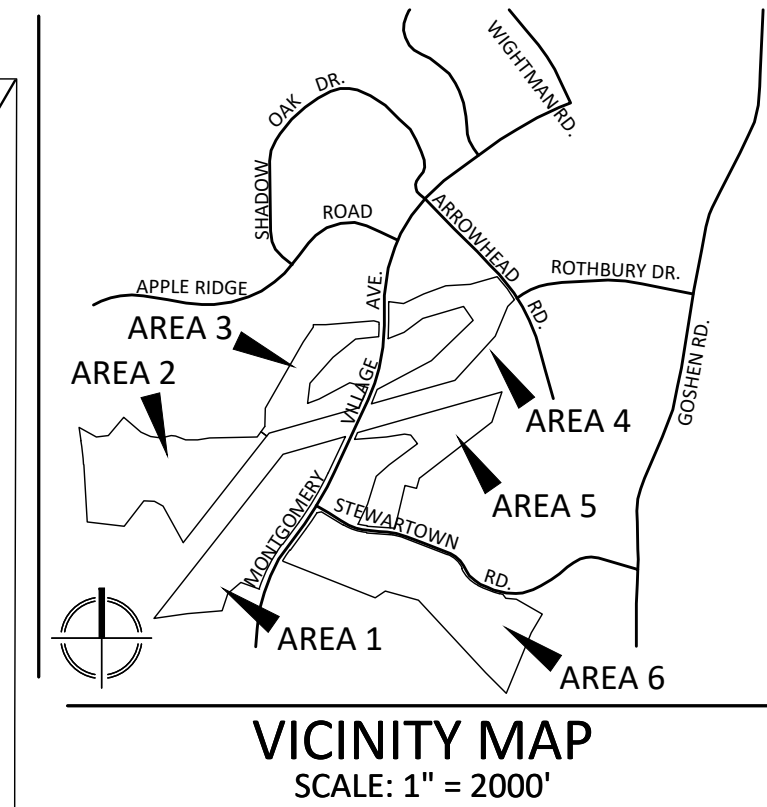 WIGHTMAN RD.
SHADOW OAK DR.
ARROWHEAD RD.
APPLE RIDGE ROAD
ROTHBURY DR.
GOSHEN RD.
MONTGOMERY VILLAGE AVE.
AREA 3
AREA 2
AREA 4
AREA 5
STEWARTOWN RD.
AREA 1
AREA 6
VICINITY MAP
SCALE: 1" = 2000'